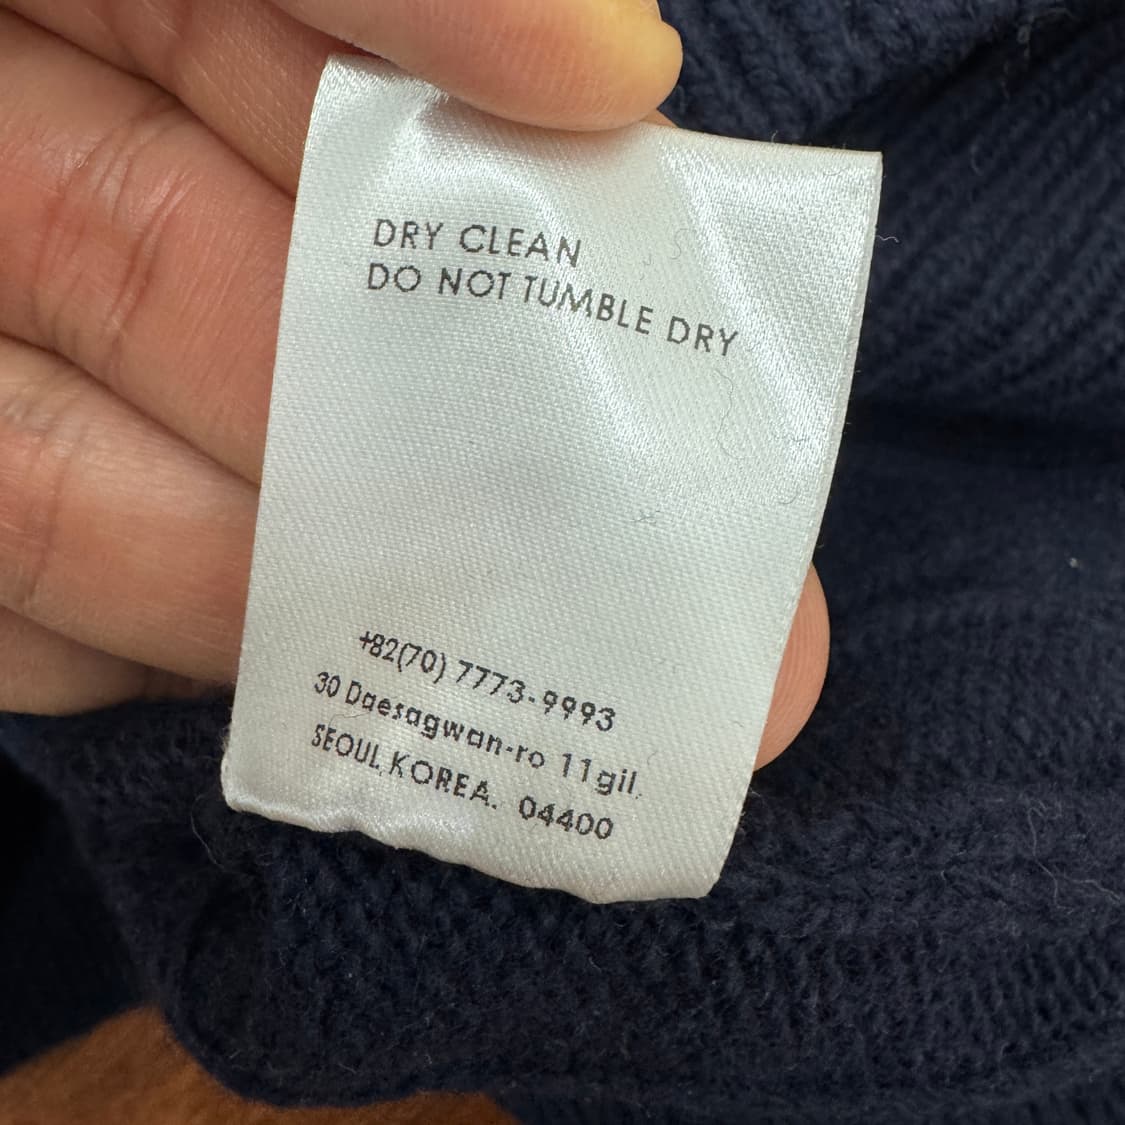 DRY CLEAN
DO NOT TUMBLE DRY
+82(70) 7773-9993
30 Daesagwan-ro 11gil,
SEOUL, KOREA. 04400